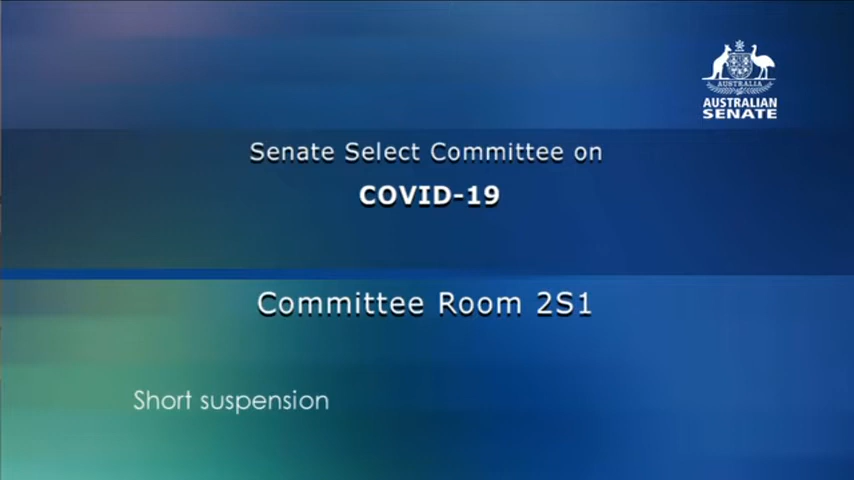 AUSTRALIAN
SENATE
Senate Select Committee on
COVID-19
Committee Room 2S1
Short suspension